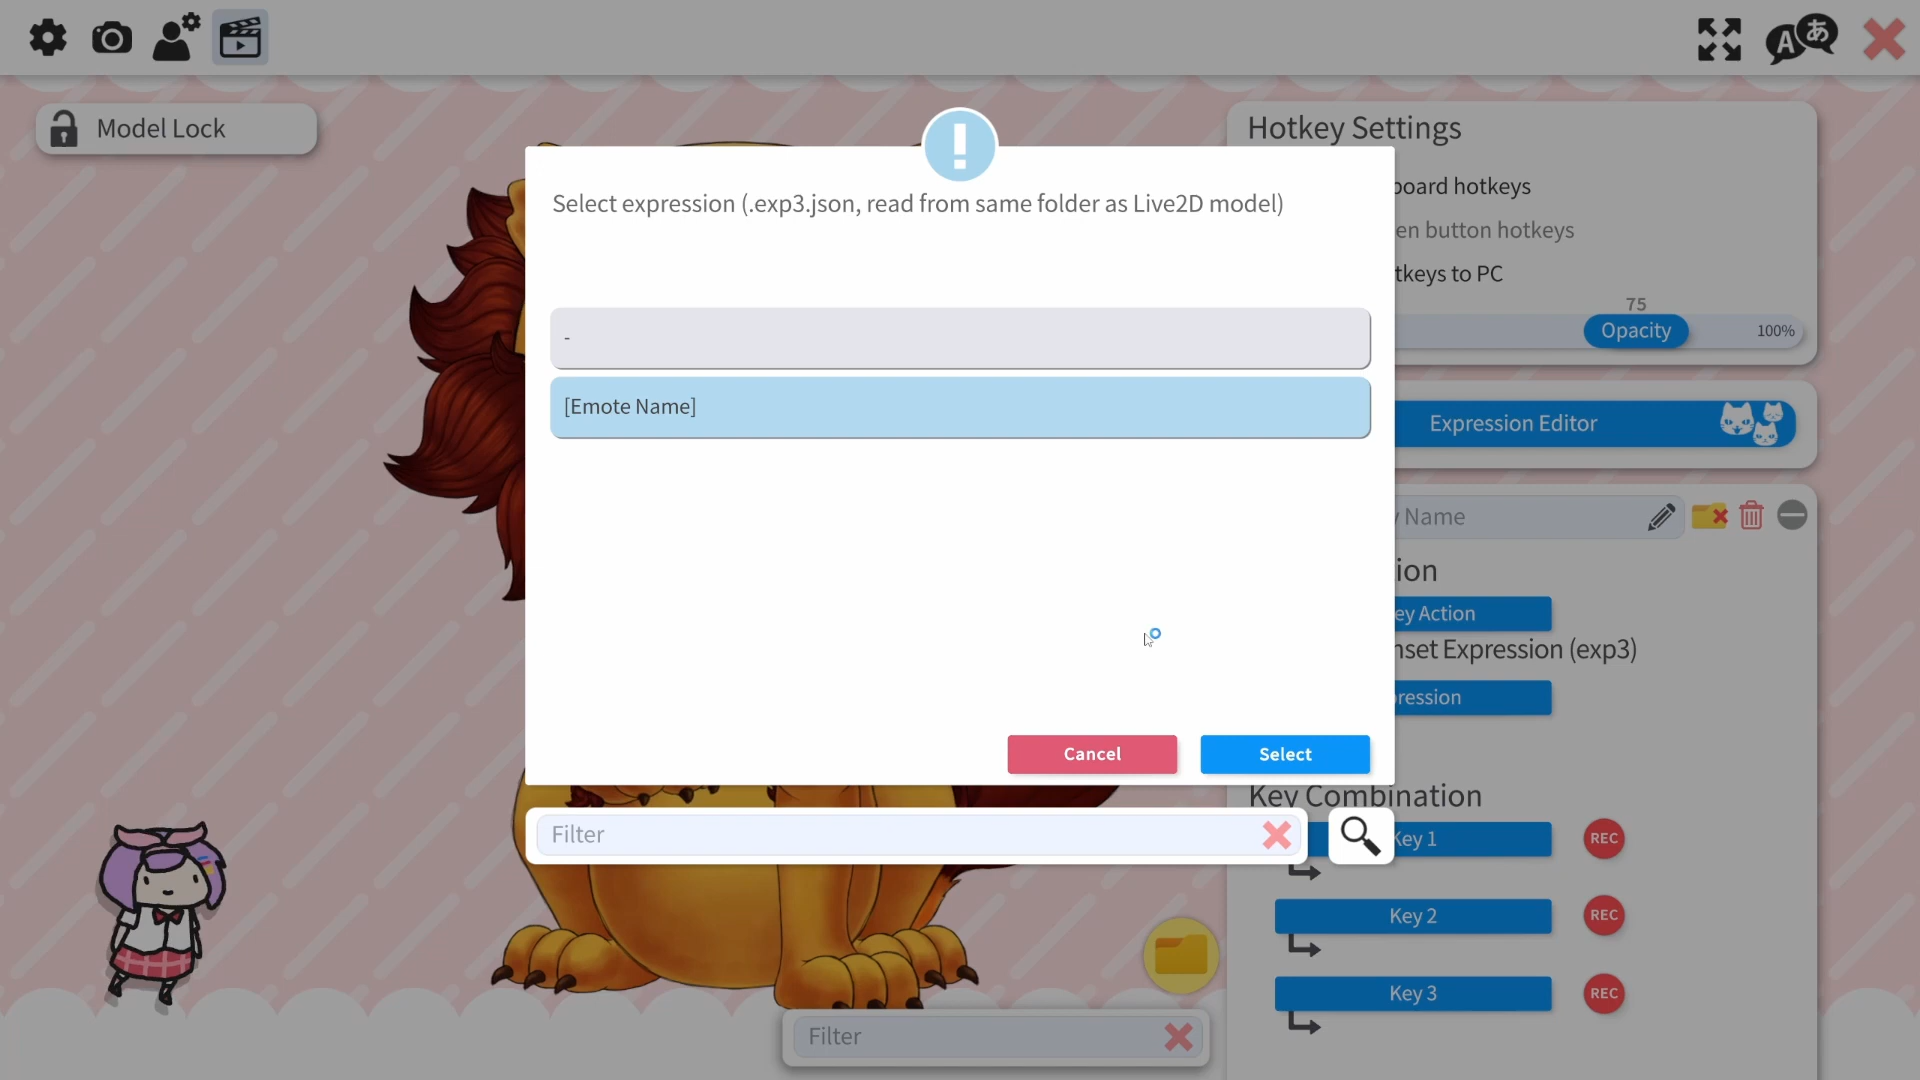 Model Lock
Select expression (.exp3.json, read from same folder as Live2D model)
-
[Emote Name]
Cancel
Select
Filter
Filter
Hotkey Settings
board hotkeys
en button hotkeys
tkeys to PC
75
Opacity
100%
Expression Editor
Name
ion
ey Action
nset Expression (exp3)
ression
Key Combination
Key 1
REC
Key 2
REC
Key 3
REC
A あ